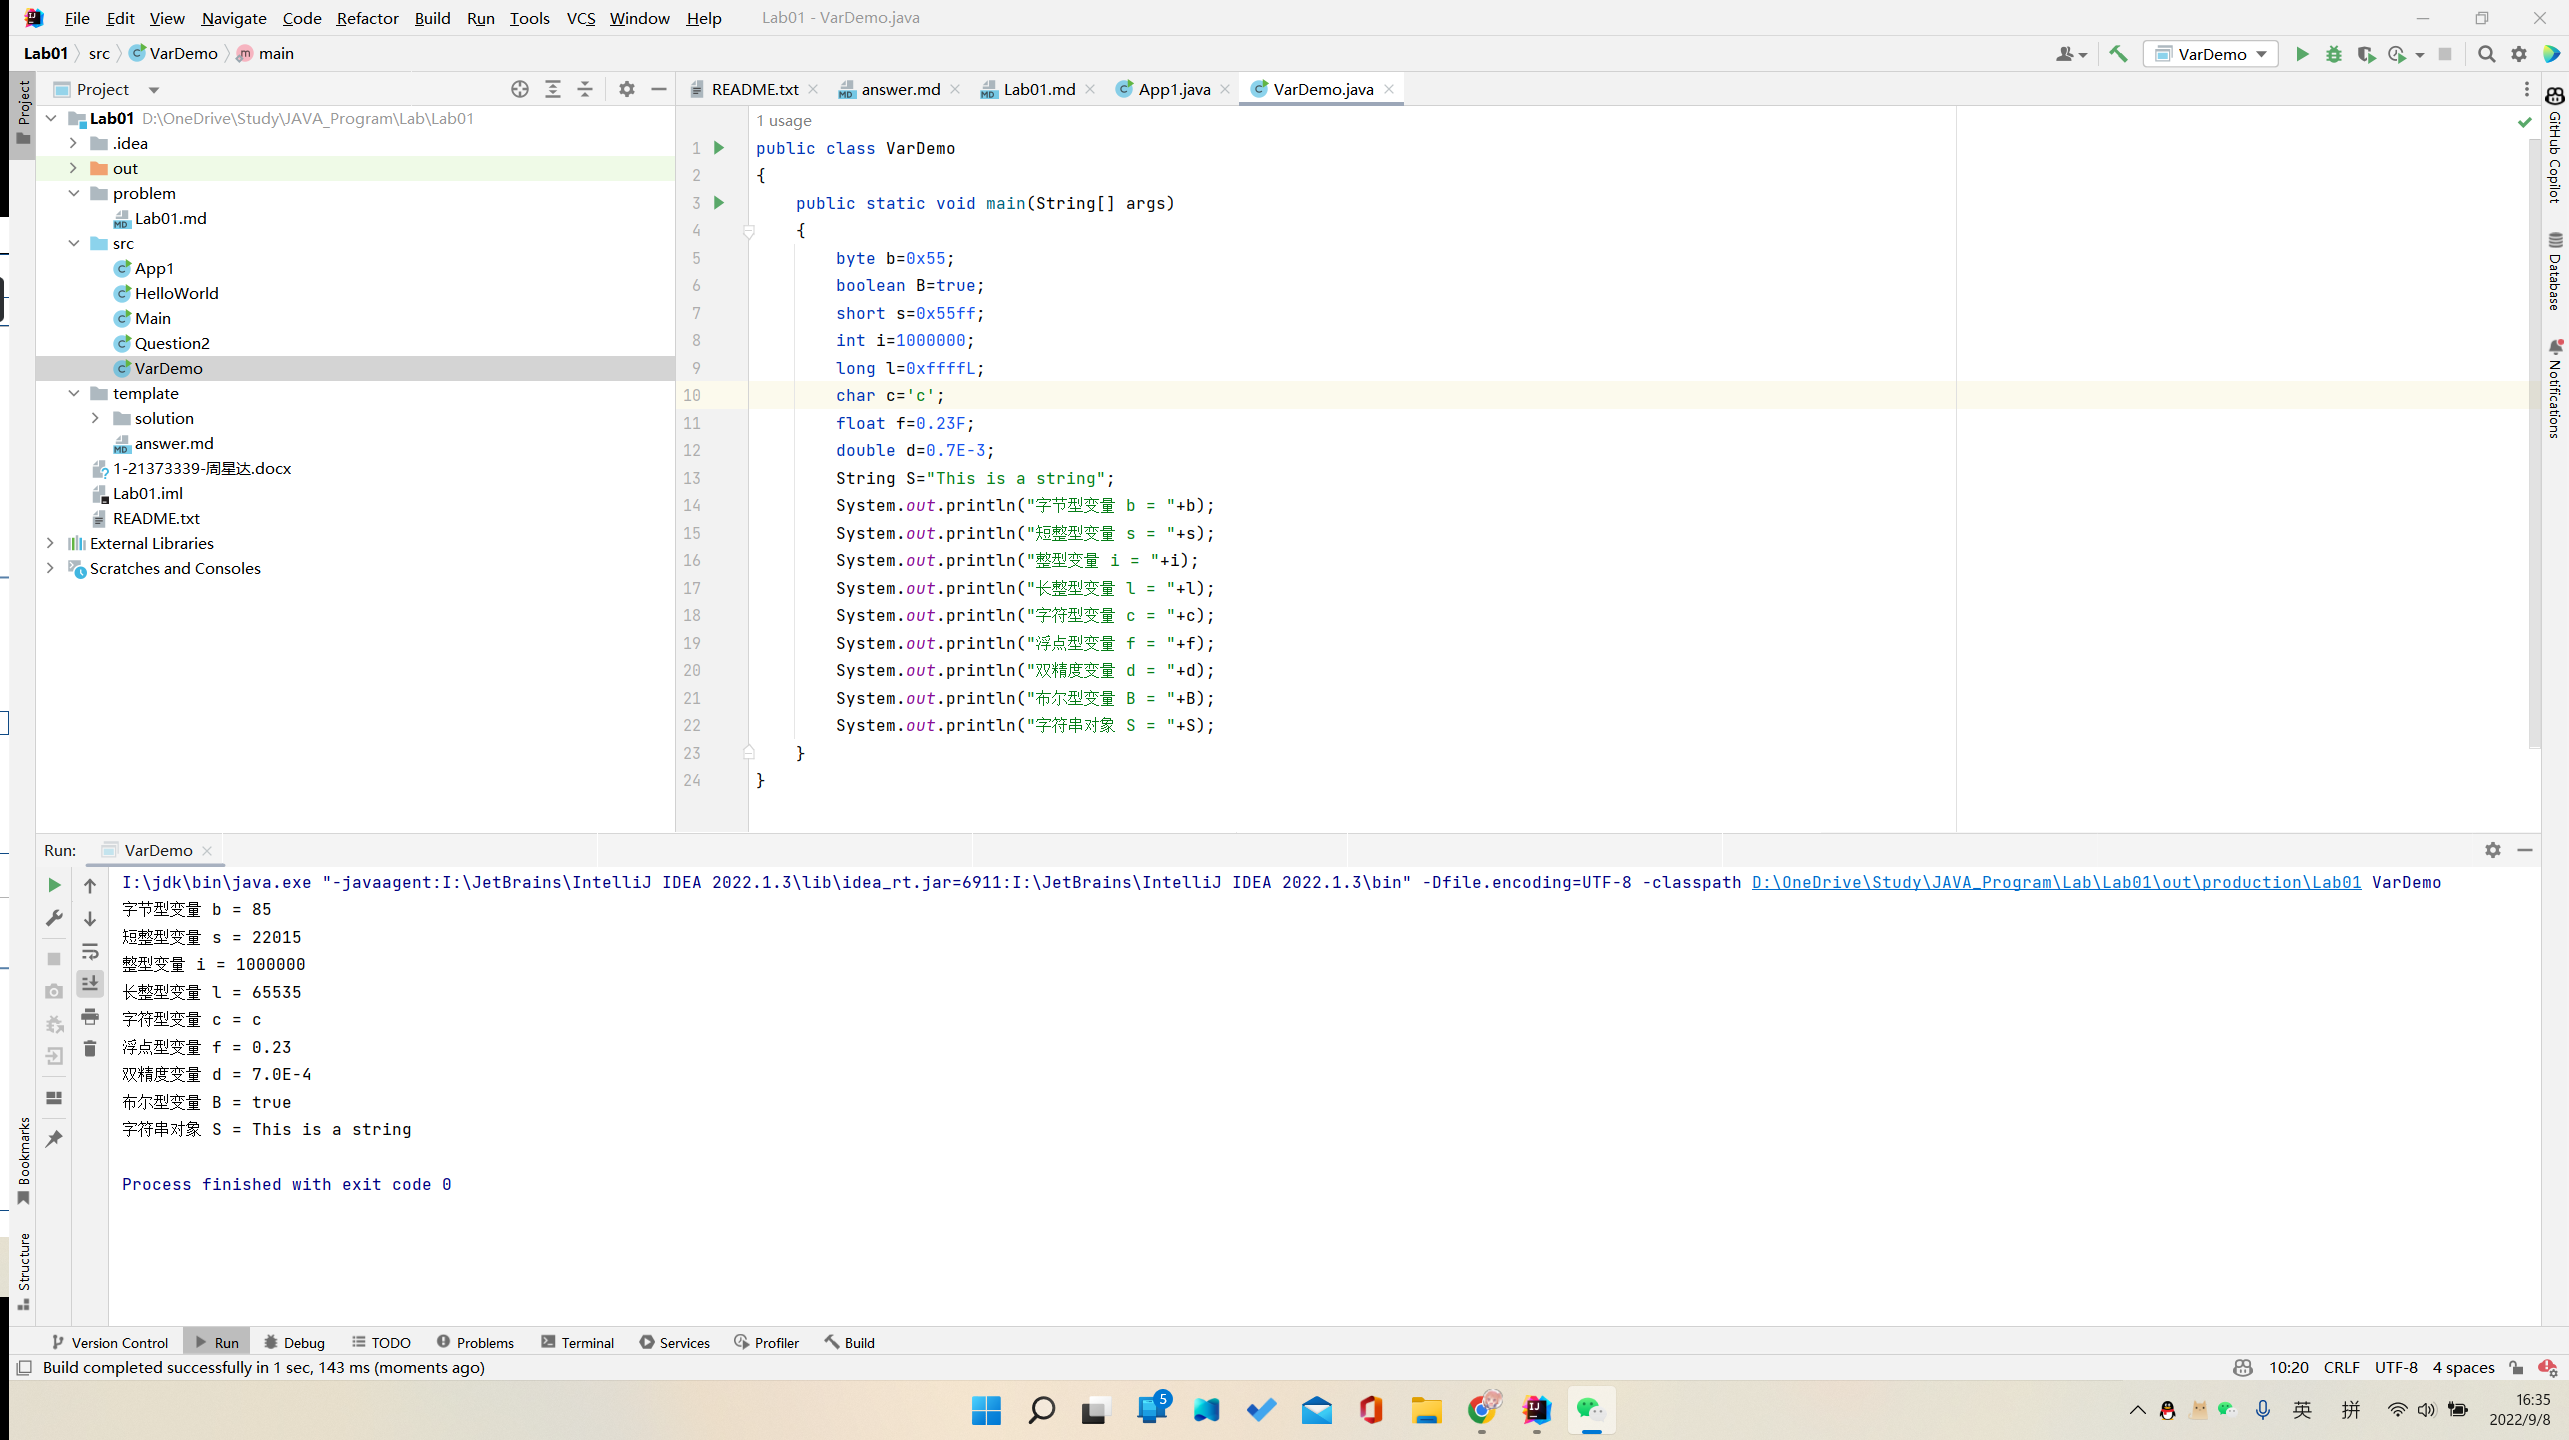 File Edit View Navigate Code Refactor Build Run Tools VCS Window Help Lab01 - VarDemo.java
Lab01 src VarDemo main VarDemo
Project README.txt answer.md Lab01.md App1.java VarDemo.java
Project
Lab01 D:\OneDrive\Study\JAVA_Program\Lab\Lab01
.idea
out
problem
Lab01.md
src
App1
HelloWorld
Main
Question2
VarDemo
template
solution
answer.md
1-21373339-周星达.docx
Lab01.iml
README.txt
External Libraries
Scratches and Consoles
1 usage
1 public class VarDemo
2 {
3 public static void main(String[] args)
4 {
5 byte b=0x55;
6 boolean B=true;
7 short s=0x55ff;
8 int i=1000000;
9 long l=0xffffL;
10 char c='c';
11 float f=0.23F;
12 double d=0.7E-3;
13 String S="This is a string";
14 System.out.println("字节型变量 b = "+b);
15 System.out.println("短整型变量 s = "+s);
16 System.out.println("整型变量 i = "+i);
17 System.out.println("长整型变量 l = "+l);
18 System.out.println("字符型变量 c = "+c);
19 System.out.println("浮点型变量 f = "+f);
20 System.out.println("双精度变量 d = "+d);
21 System.out.println("布尔型变量 B = "+B);
22 System.out.println("字符串对象 S = "+S);
23 }
24 }
GitHub Copilot
Database
Notifications
Run: VarDemo
I:\jdk\bin\java.exe "-javaagent:I:\JetBrains\IntelliJ IDEA 2022.1.3\lib\idea_rt.jar=6911:I:\JetBrains\IntelliJ IDEA 2022.1.3\bin" -Dfile.encoding=UTF-8 -classpath D:\OneDrive\Study\JAVA_Program\Lab\Lab01\out\production\Lab01 VarDemo
字节型变量 b = 85
短整型变量 s = 22015
整型变量 i = 1000000
长整型变量 l = 65535
字符型变量 c = c
浮点型变量 f = 0.23
双精度变量 d = 7.0E-4
布尔型变量 B = true
字符串对象 S = This is a string
Process finished with exit code 0
Bookmarks
Structure
Version Control Run Debug TODO Problems Terminal Services Profiler Build
Build completed successfully in 1 sec, 143 ms (moments ago) 10:20 CRLF UTF-8 4 spaces
5 英 拼 16:35
2022/9/8